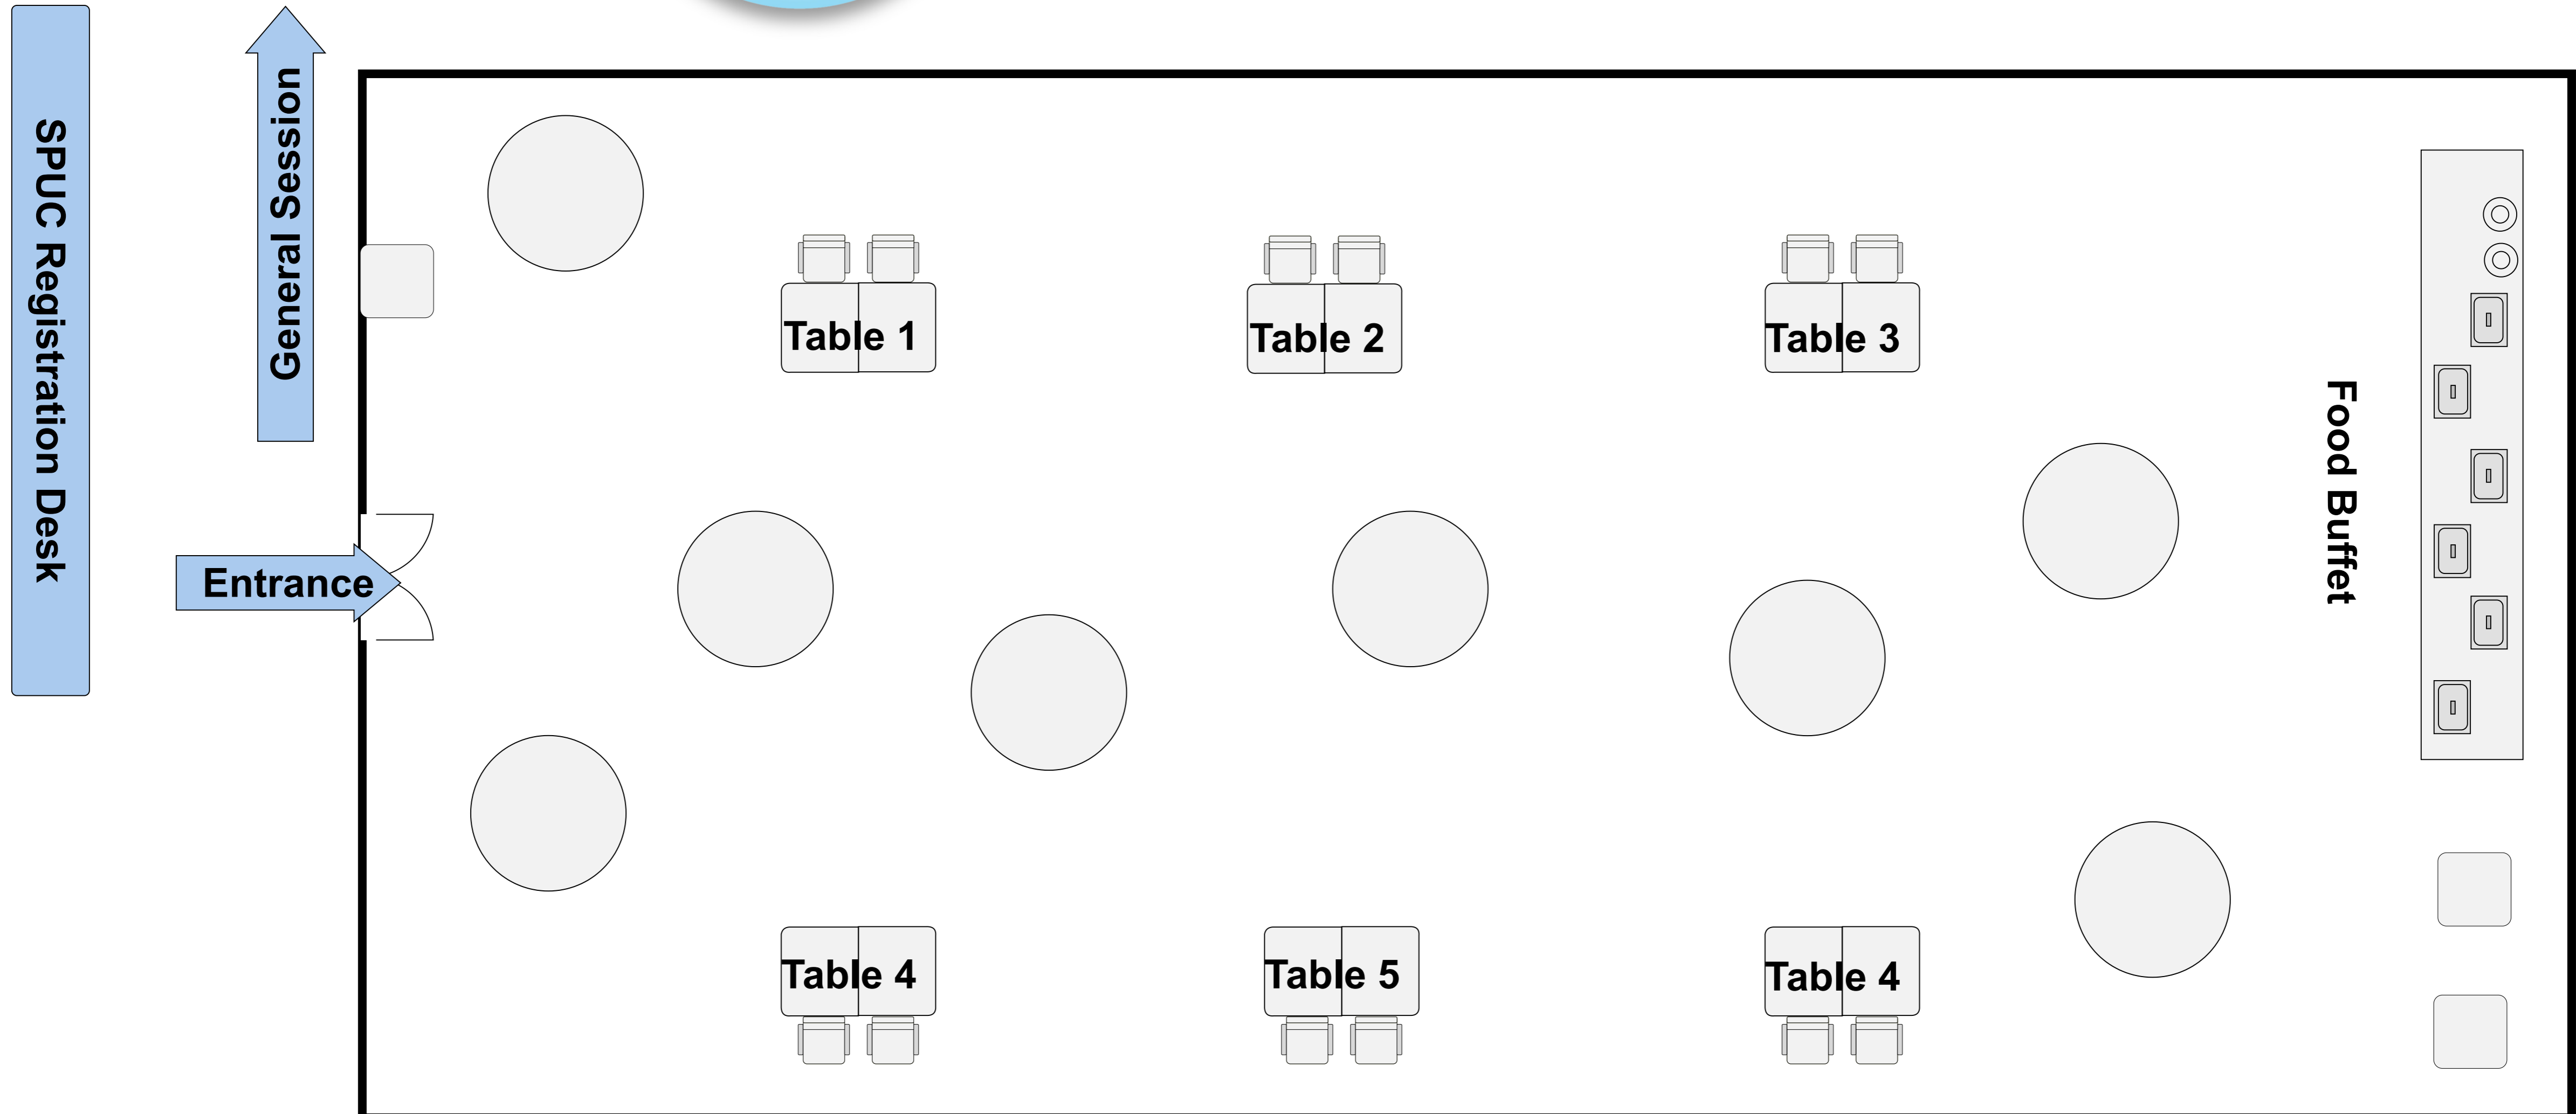 SPUC Registration Desk
General Session
Entrance
Table 1
Table 2
Table 3
Food Buffet
Table 4
Table 5
Table 4